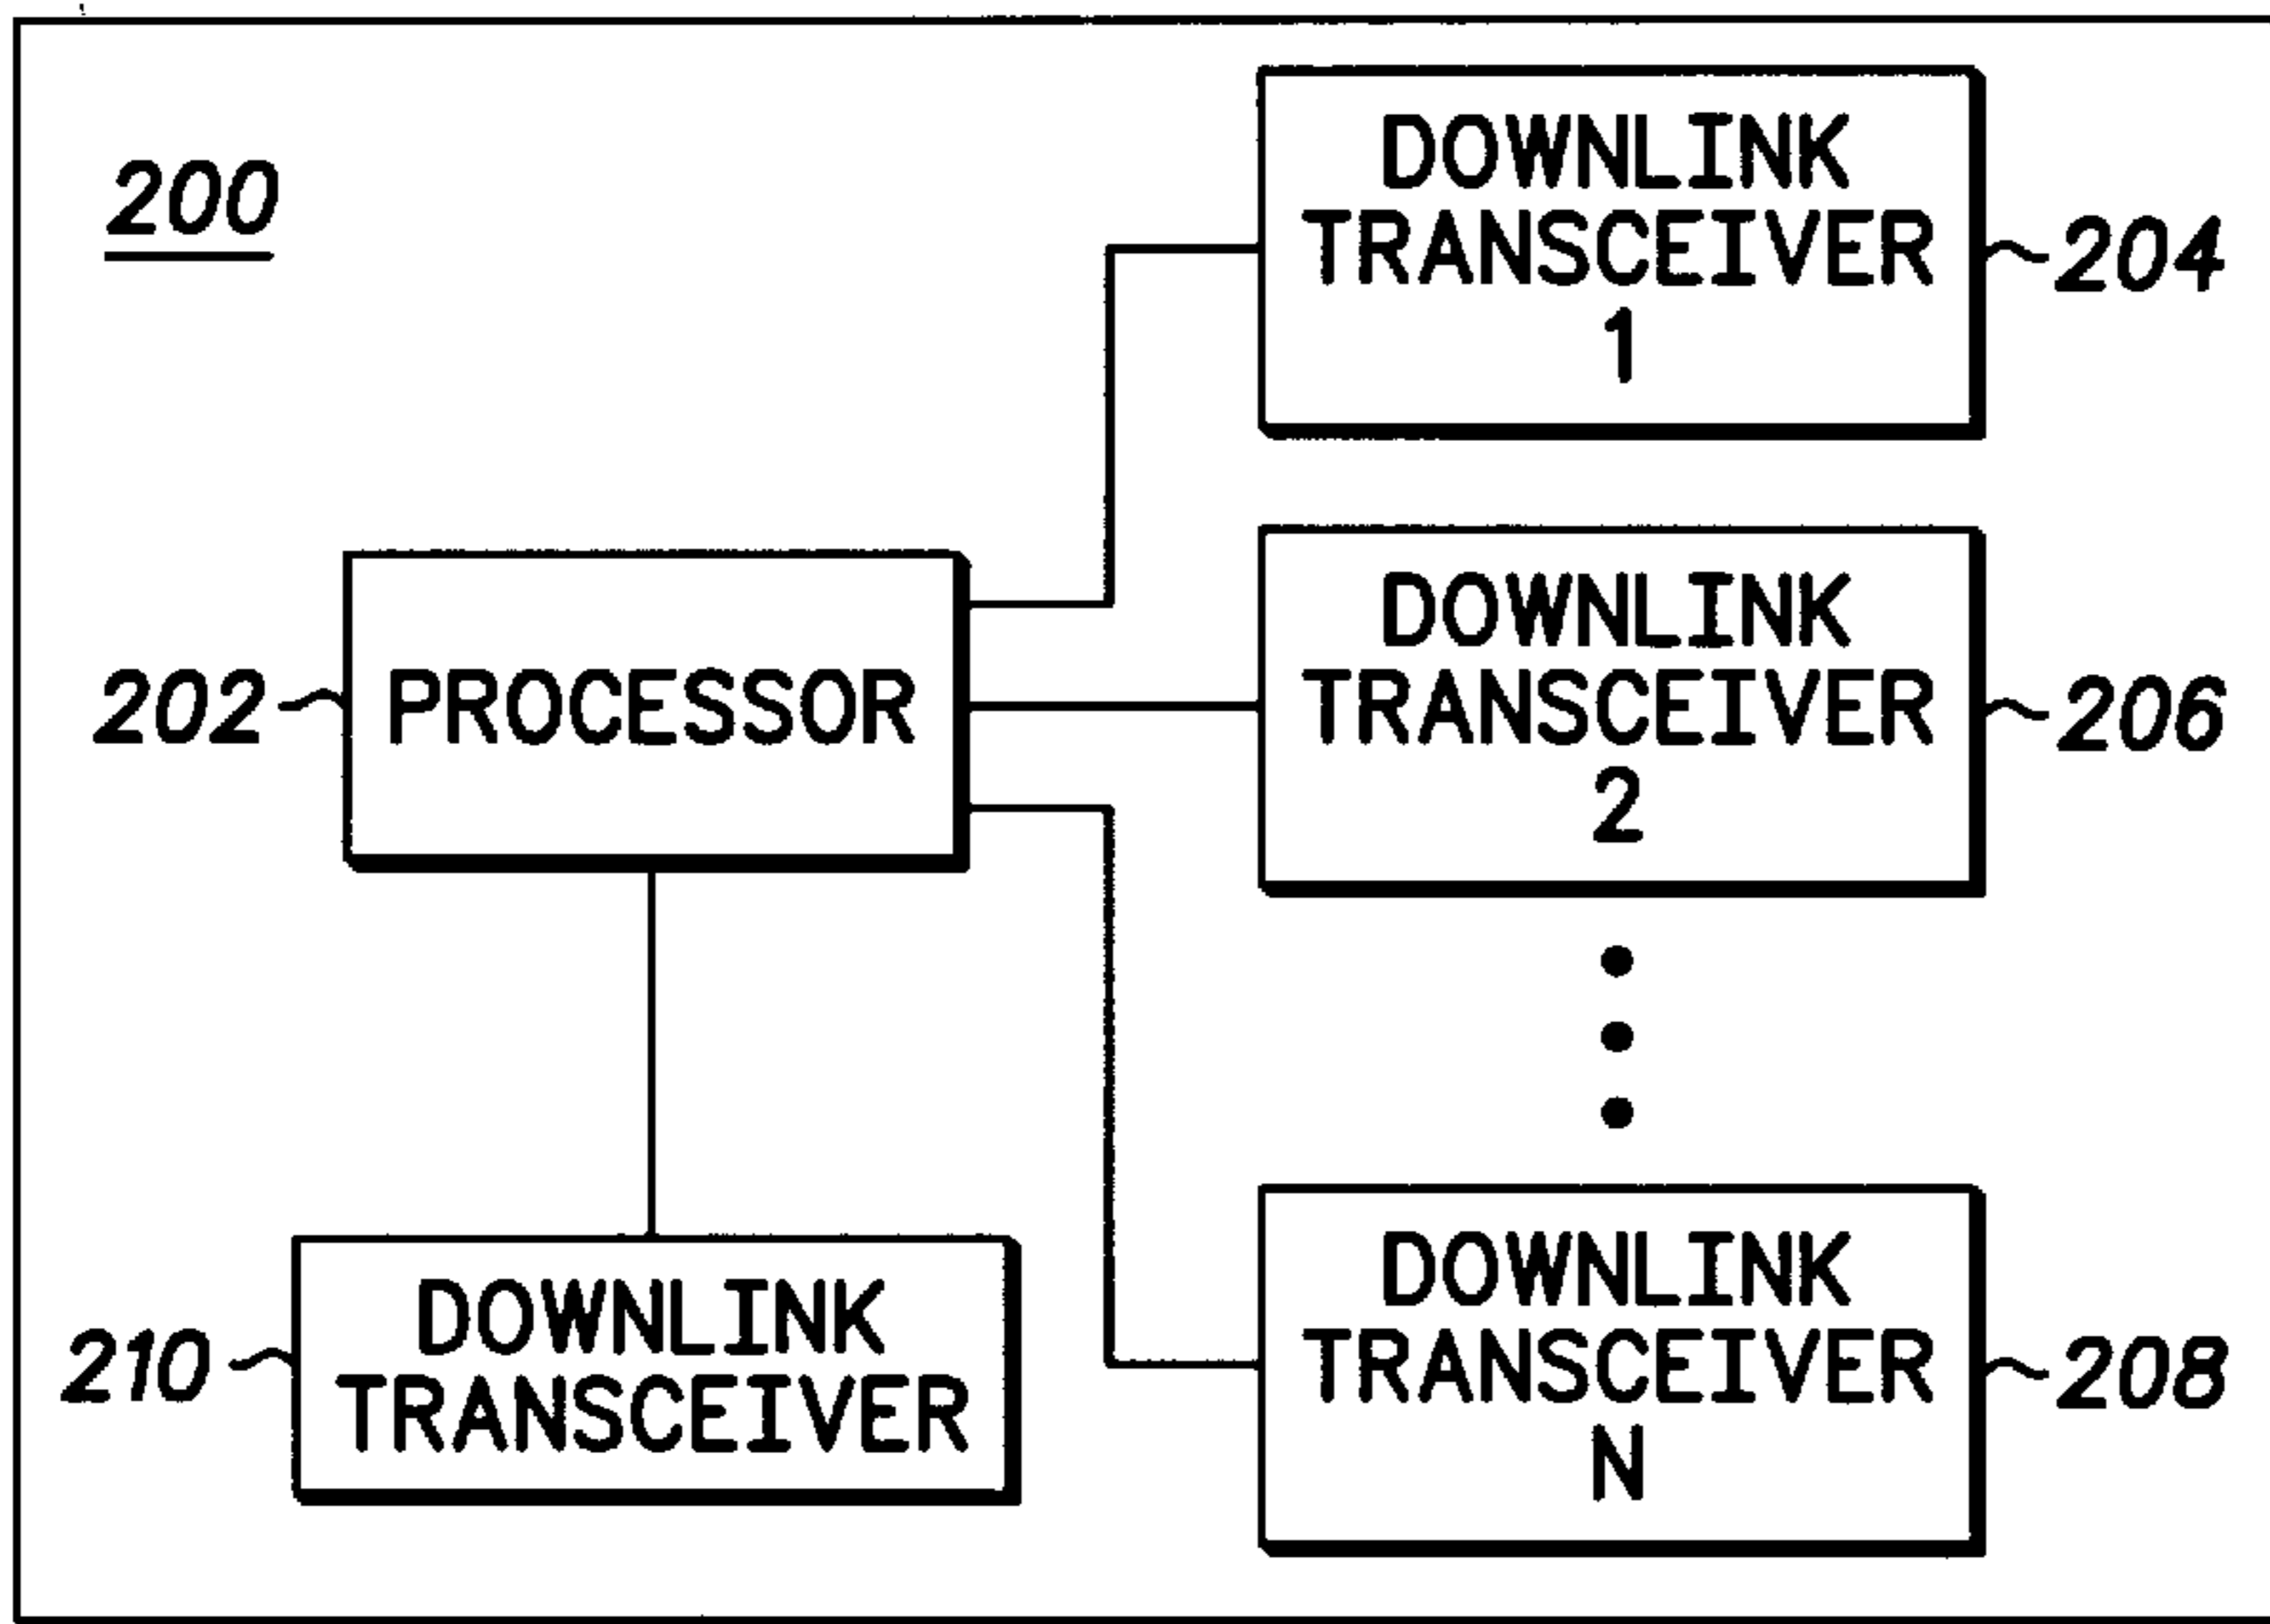 200
DOWNLINK
TRANSCEIVER
1
204
202
PROCESSOR
DOWNLINK
TRANSCEIVER
2
206
210
DOWNLINK
TRANSCEIVER
DOWNLINK
TRANSCEIVER
N
208